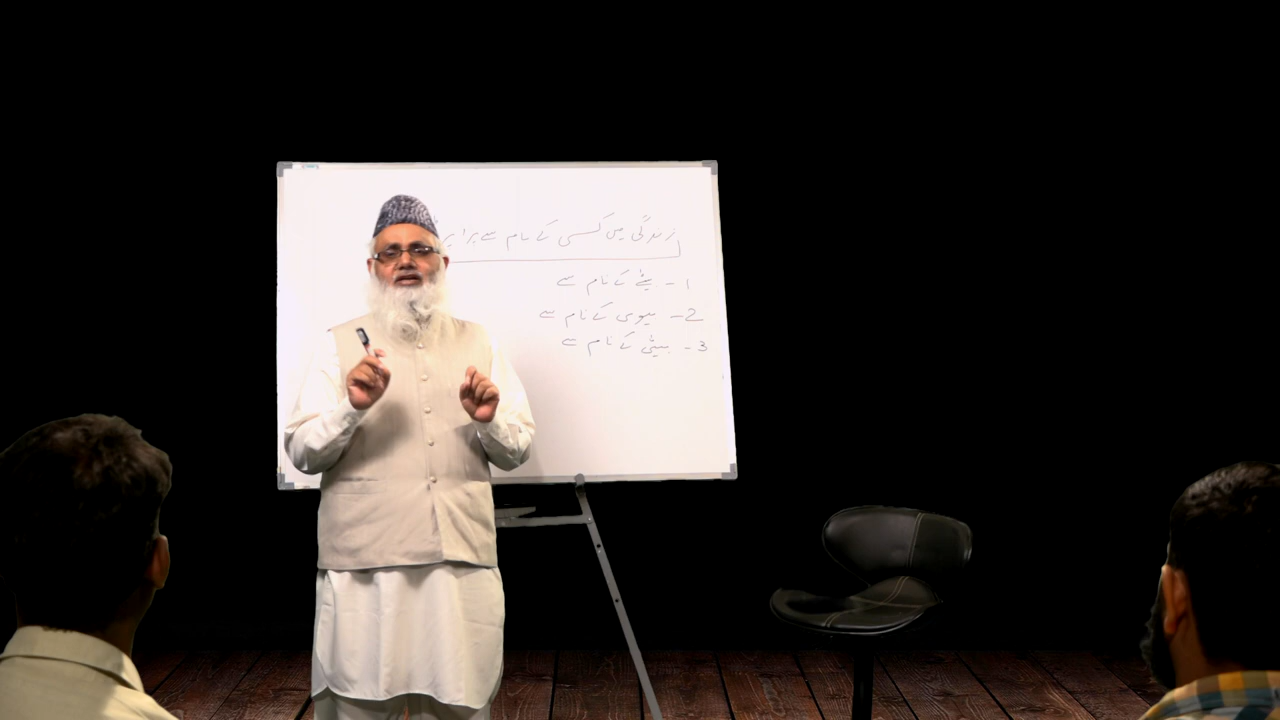 زندگی میں کسی کے نام سے پراپر
1- بیٹے کے نام سے
2- بیوی کے نام سے
3- بیٹی کے نام سے